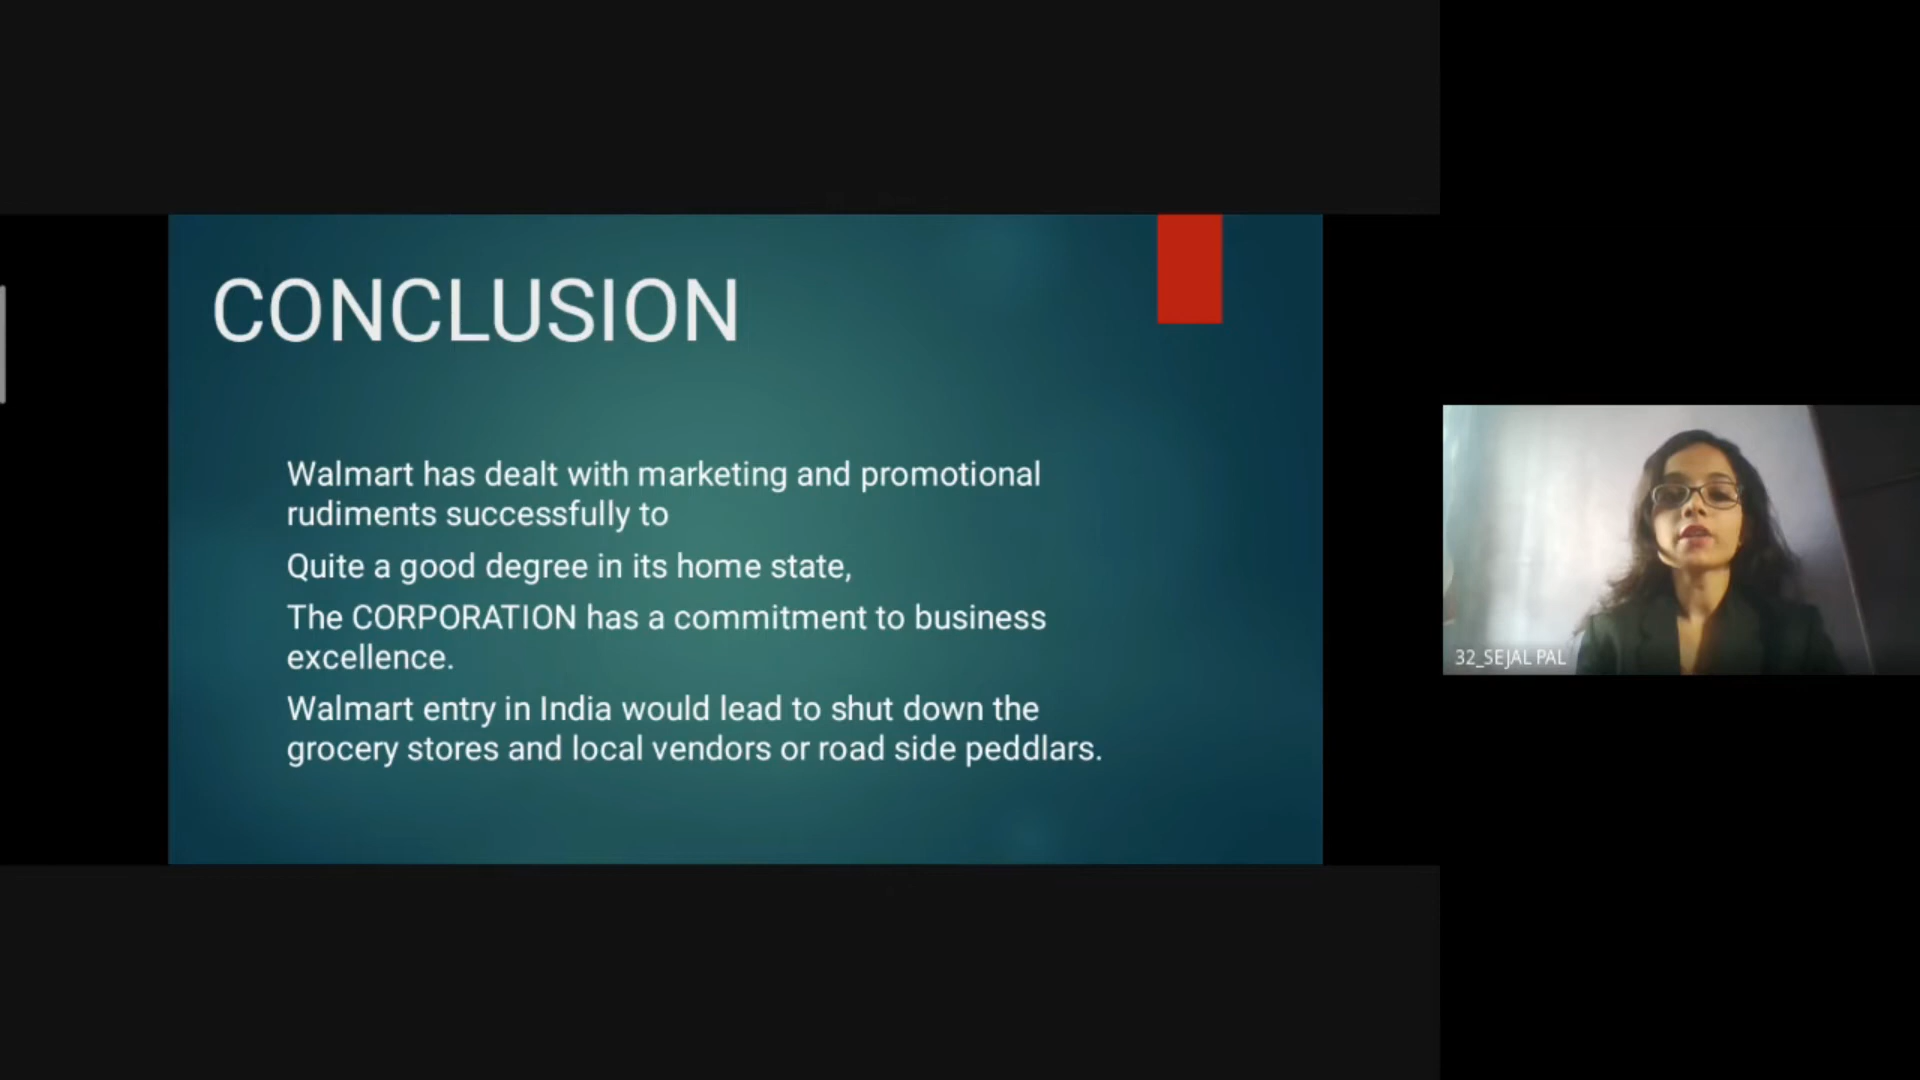 CONCLUSION
Walmart has dealt with marketing and promotional
rudiments successfully to
Quite a good degree in its home state,
The CORPORATION has a commitment to business
excellence.
Walmart entry in India would lead to shut down the
grocery stores and local vendors or road side peddlars.
32_SEJAL PAL